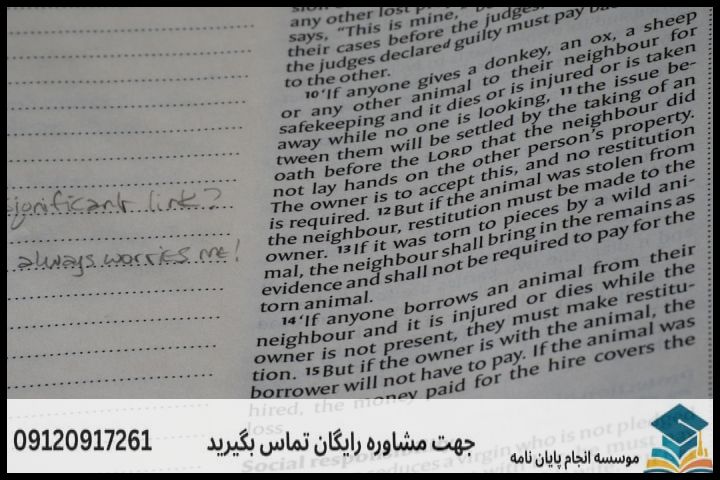 any other lost
says, "This is mine,"
their cases before the judges.
the judges declared guilty must pay
to the other.
10 'If anyone gives a donkey, an ox, a sheep
or any other animal to their neighbour for
safekeeping and it dies or is injured or is taken
away while no one is looking, 11 the issue be-
tween them will be settled by the taking of an
oath before the LORD that the neighbour did
not lay hands on the other person's property.
The owner is to accept this, and no restitution
is required. 12 But if the animal was stolen from
the neighbour, restitution must be made to the
owner. 13 If it was torn to pieces by a wild ani-
mal, the neighbour shall bring in the remains as
evidence and shall not be required to pay for the
torn animal.
14 'If anyone borrows an animal from their
neighbour and it is injured or dies while the
owner is not present, they must make restitu-
tion. 15 But if the owner is with the animal, the
borrower will not have to pay. If the animal was
hired, the money paid for the hire covers the
loss.
Social
a virgin who is not
significant link?
always worries me!
09120917261
جهت مشاوره رایگان تماس بگیرید
موسسه انجام پایان نامه